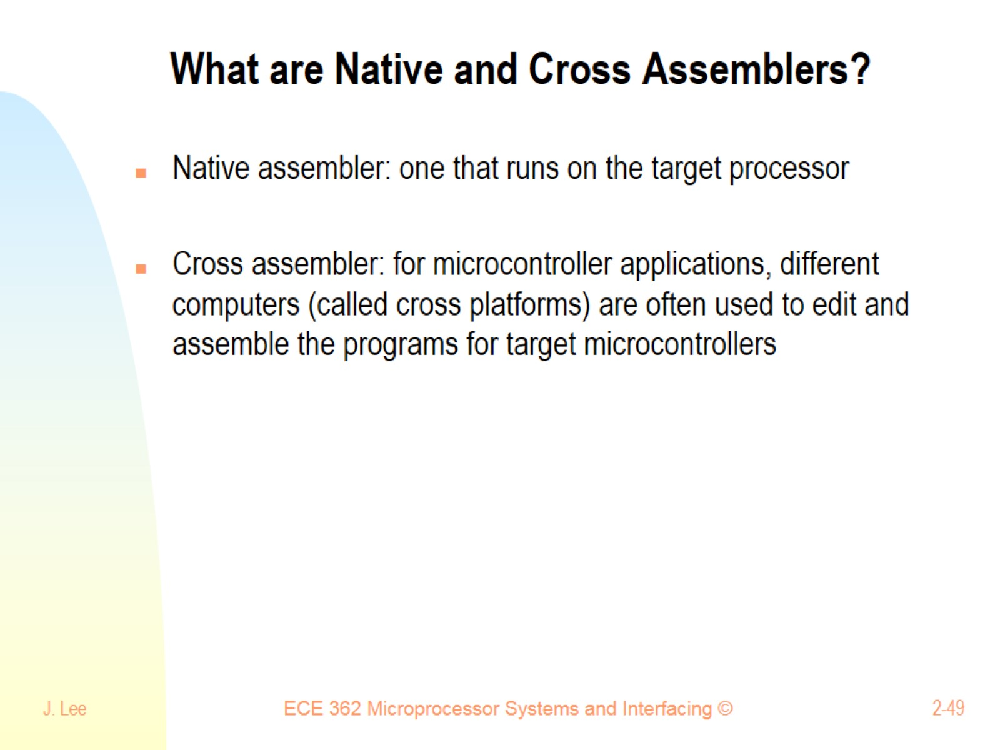 What are Native and Cross Assemblers?
Native assembler: one that runs on the target processor
Cross assembler: for microcontroller applications, different
computers (called cross platforms) are often used to edit and
assemble the programs for target microcontrollers
J. Lee
ECE 362 Microprocessor Systems and Interfacing ©
2-49